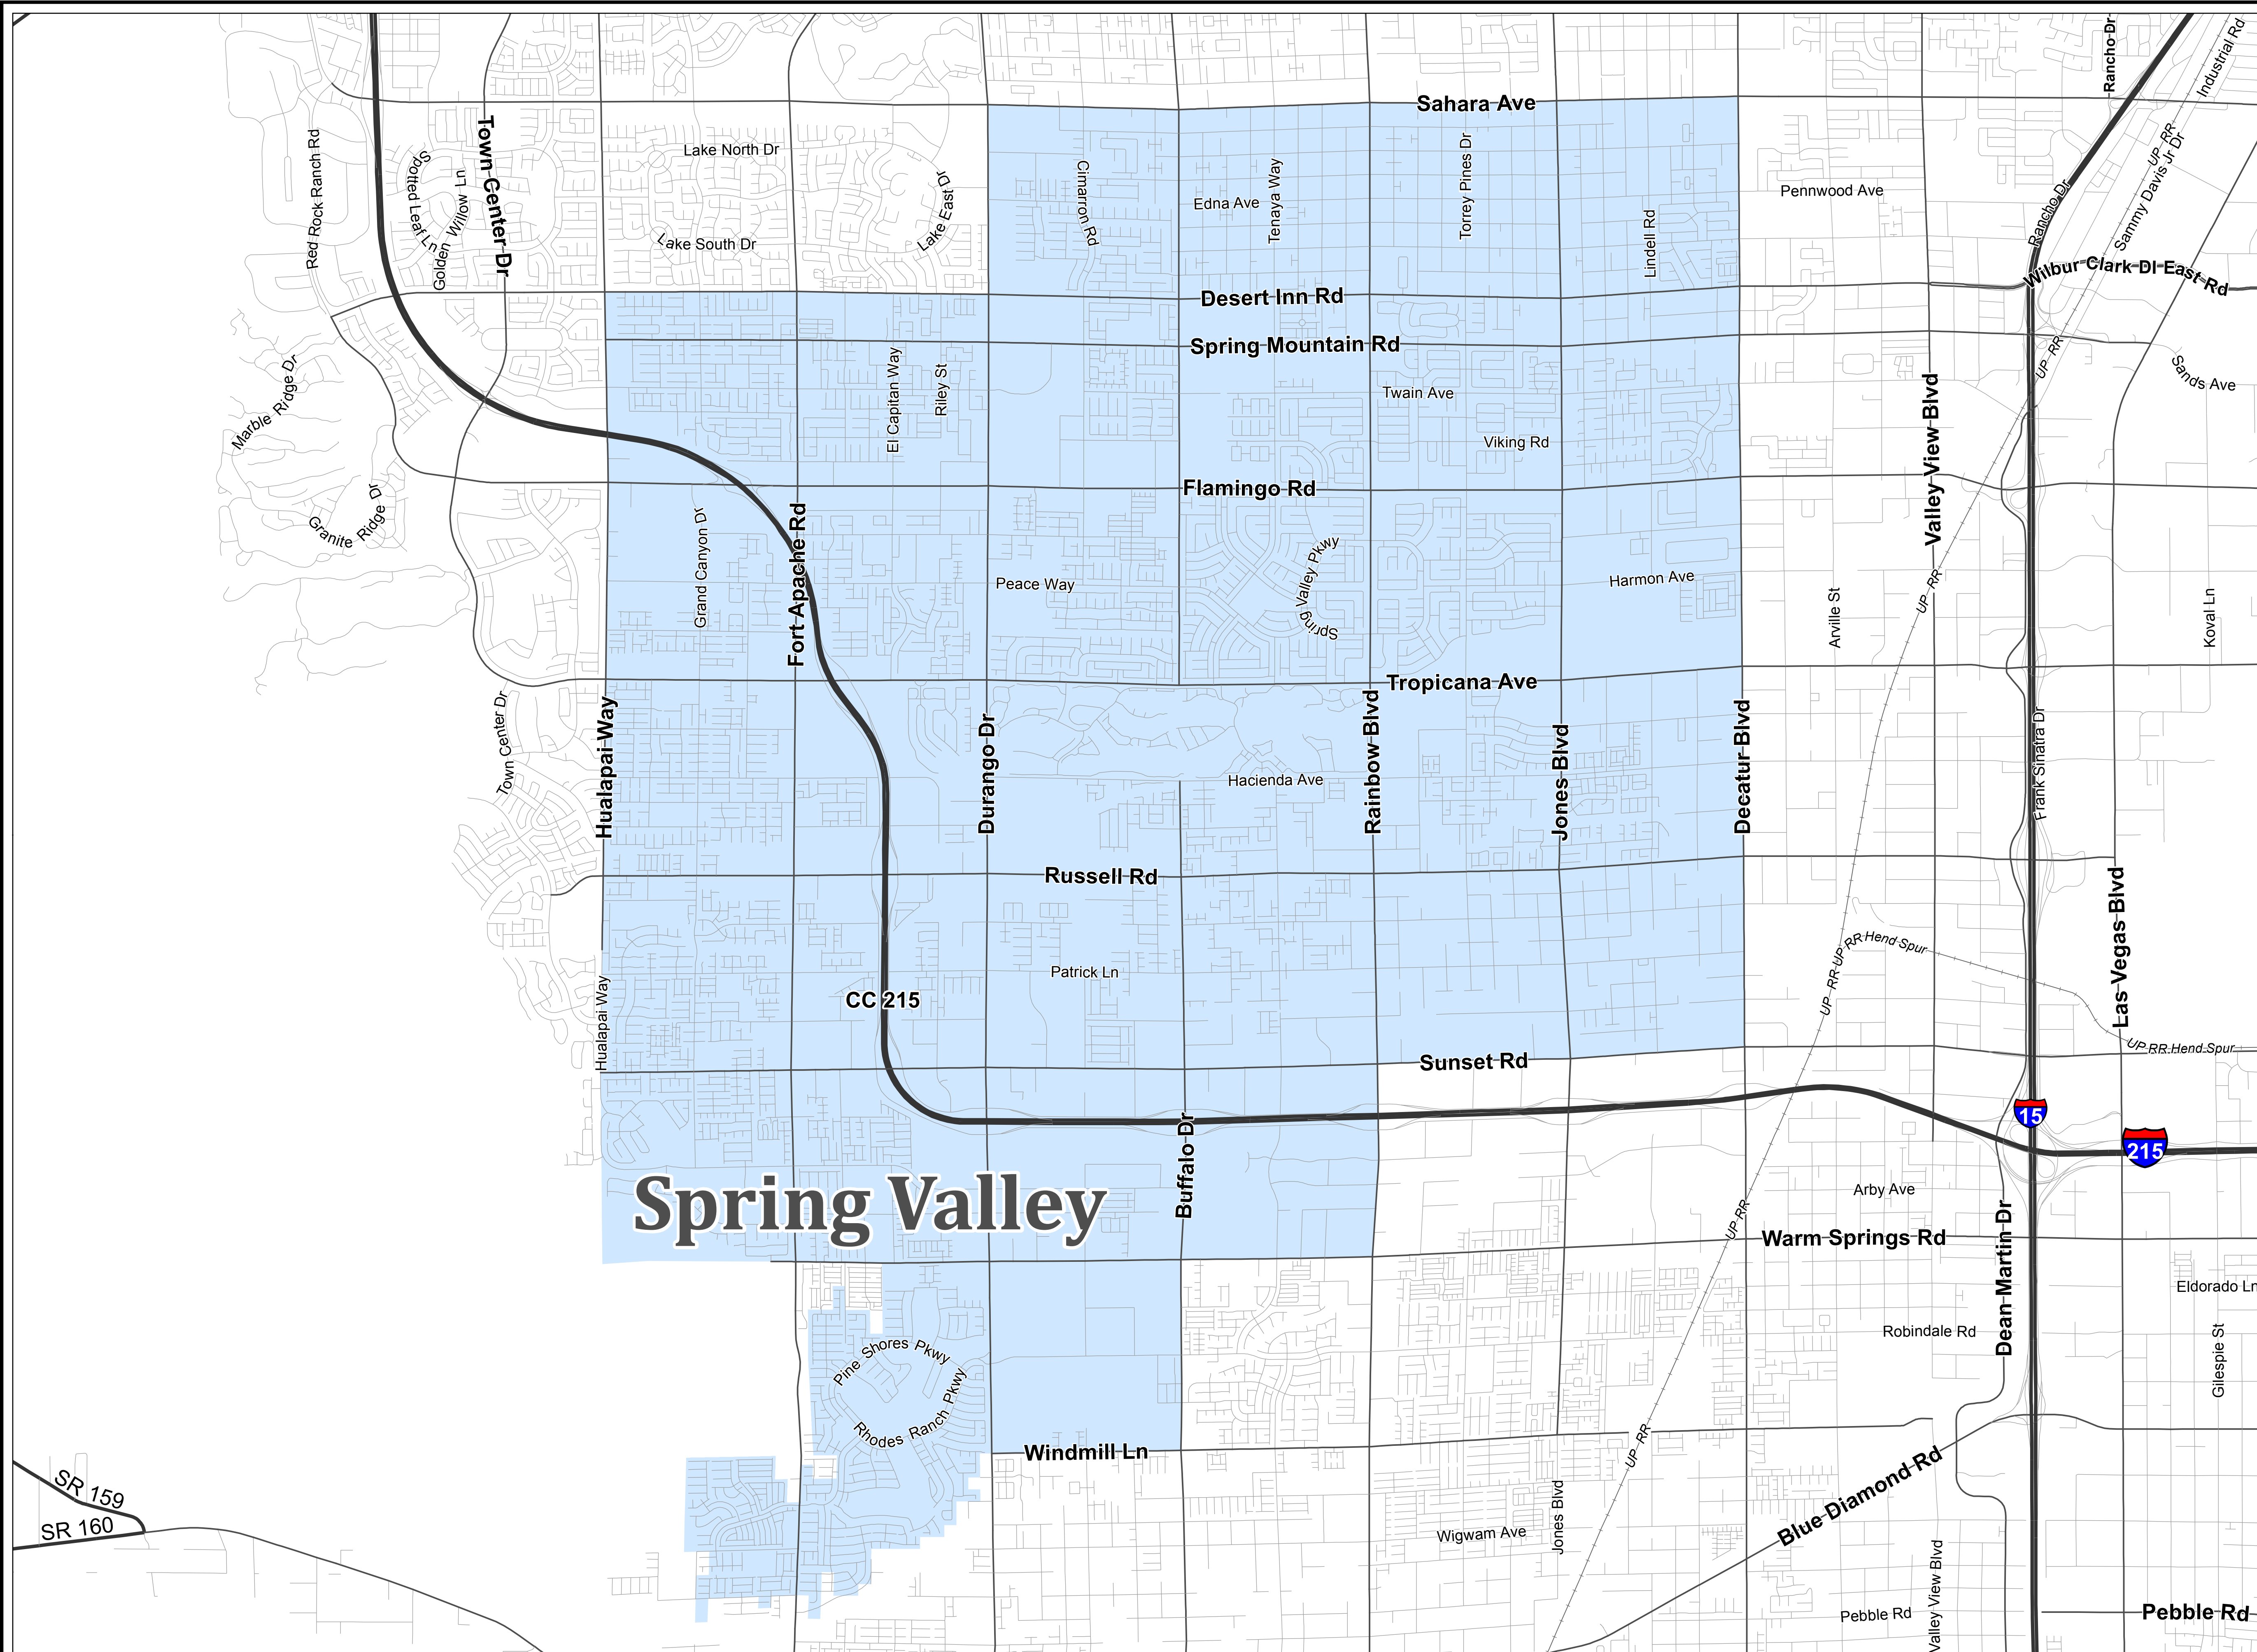 Rancho Dr
Industrial Rd
Sahara Ave
Town Center Dr
Red Rock Ranch Rd
Spotted Leaf Ln
Golden Willow Ln
Lake North Dr
Lake South Dr
Lake East Dr
Cimarron Rd
Edna Ave
Tenaya Way
Torrey Pines Dr
Lindell Rd
Pennwood Ave
UP RR
Sammy Davis Jr Dr
Rancho Dr
Wilbur Clark DI East Rd
Desert Inn Rd
Spring Mountain Rd
UP RR
Sands Ave
Marble Ridge Dr
El Capitan Way
Riley St
Twain Ave
Viking Rd
Valley View Blvd
Flamingo Rd
Granite Ridge Dr
Grand Canyon Dr
Fort Apache Rd
Peace Way
Spring Valley Pkwy
Harmon Ave
Arville St
UP RR
Koval Ln
Tropicana Ave
Town Center Dr
Hualapai Way
Durango Dr
Hacienda Ave
Rainbow Blvd
Jones Blvd
Decatur Blvd
Frank Sinatra Dr
Russell Rd
Las Vegas Blvd
UP RR Hend Spur
UP RR
Patrick Ln
CC 215
Hualapai Way
Sunset Rd
UP RR Hend Spur
15
215
Buffalo Dr
Spring Valley
Arby Ave
UP RR
Warm Springs Rd
Dean Martin Dr
Eldorado Ln
Robindale Rd
Gilespie St
Pine Shores Pkwy
Rhodes Ranch Pkwy
Windmill Ln
UP RR
Blue Diamond Rd
SR 159
SR 160
Wigwam Ave
Jones Blvd
Valley View Blvd
Pebble Rd
Pebble Rd